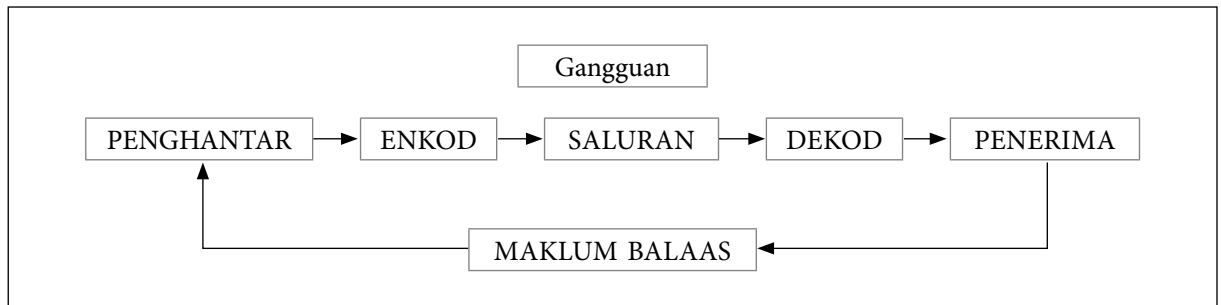 Gangguan
PENGHANTAR ENKOD SALURAN DEKOD PENERIMA
MAKLUM BALAAS